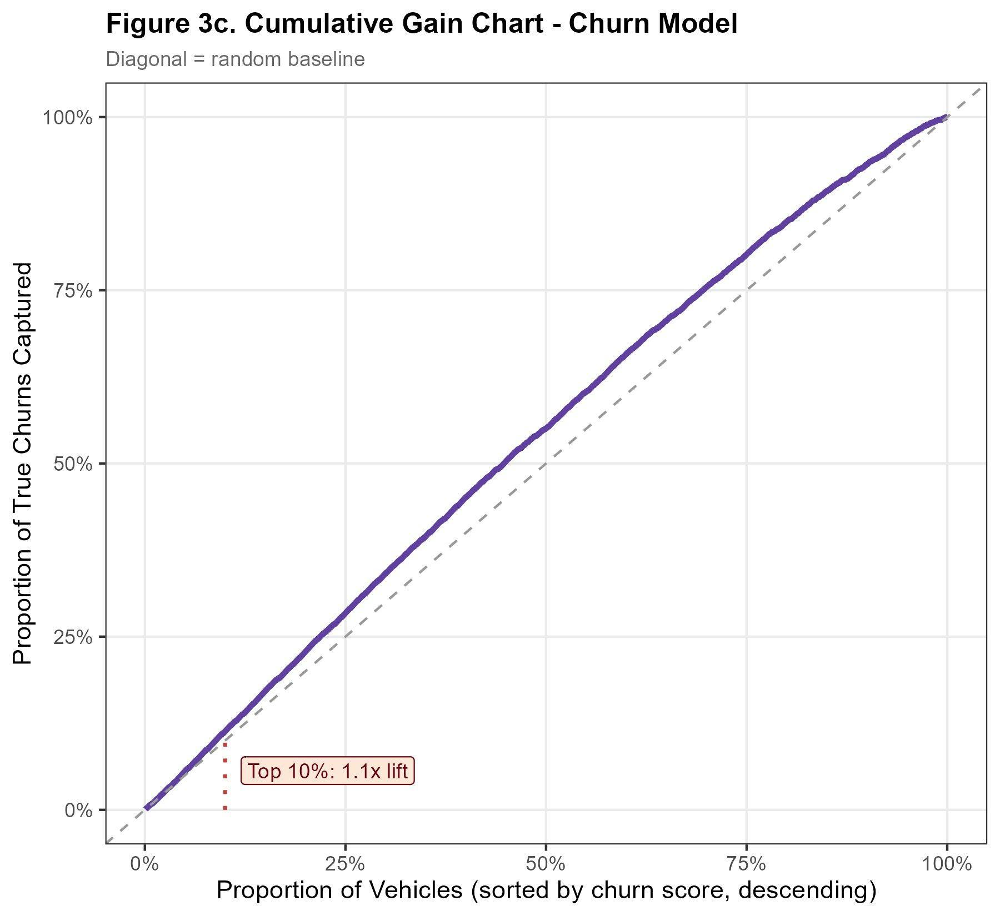 Figure 3c. Cumulative Gain Chart - Churn Model
Diagonal = random baseline
Proportion of True Churns Captured
100%
75%
50%
25%
0%
Top 10%: 1.1x lift
0%
25%
50%
75%
100%
Proportion of Vehicles (sorted by churn score, descending)